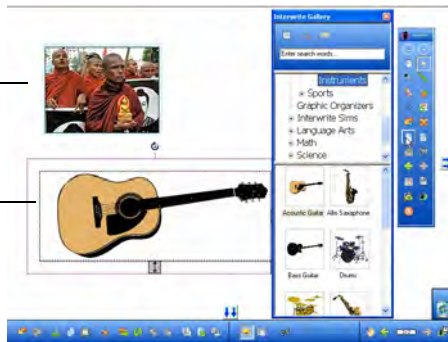 Interwrite Gallery
Enter search words...
Instruments
Sports
Graphic Organizers
Interwrite Sims
Language Arts
Math
Science
Acoustic Guitar
Alto Saxaphone
Bass Guitar
Drums